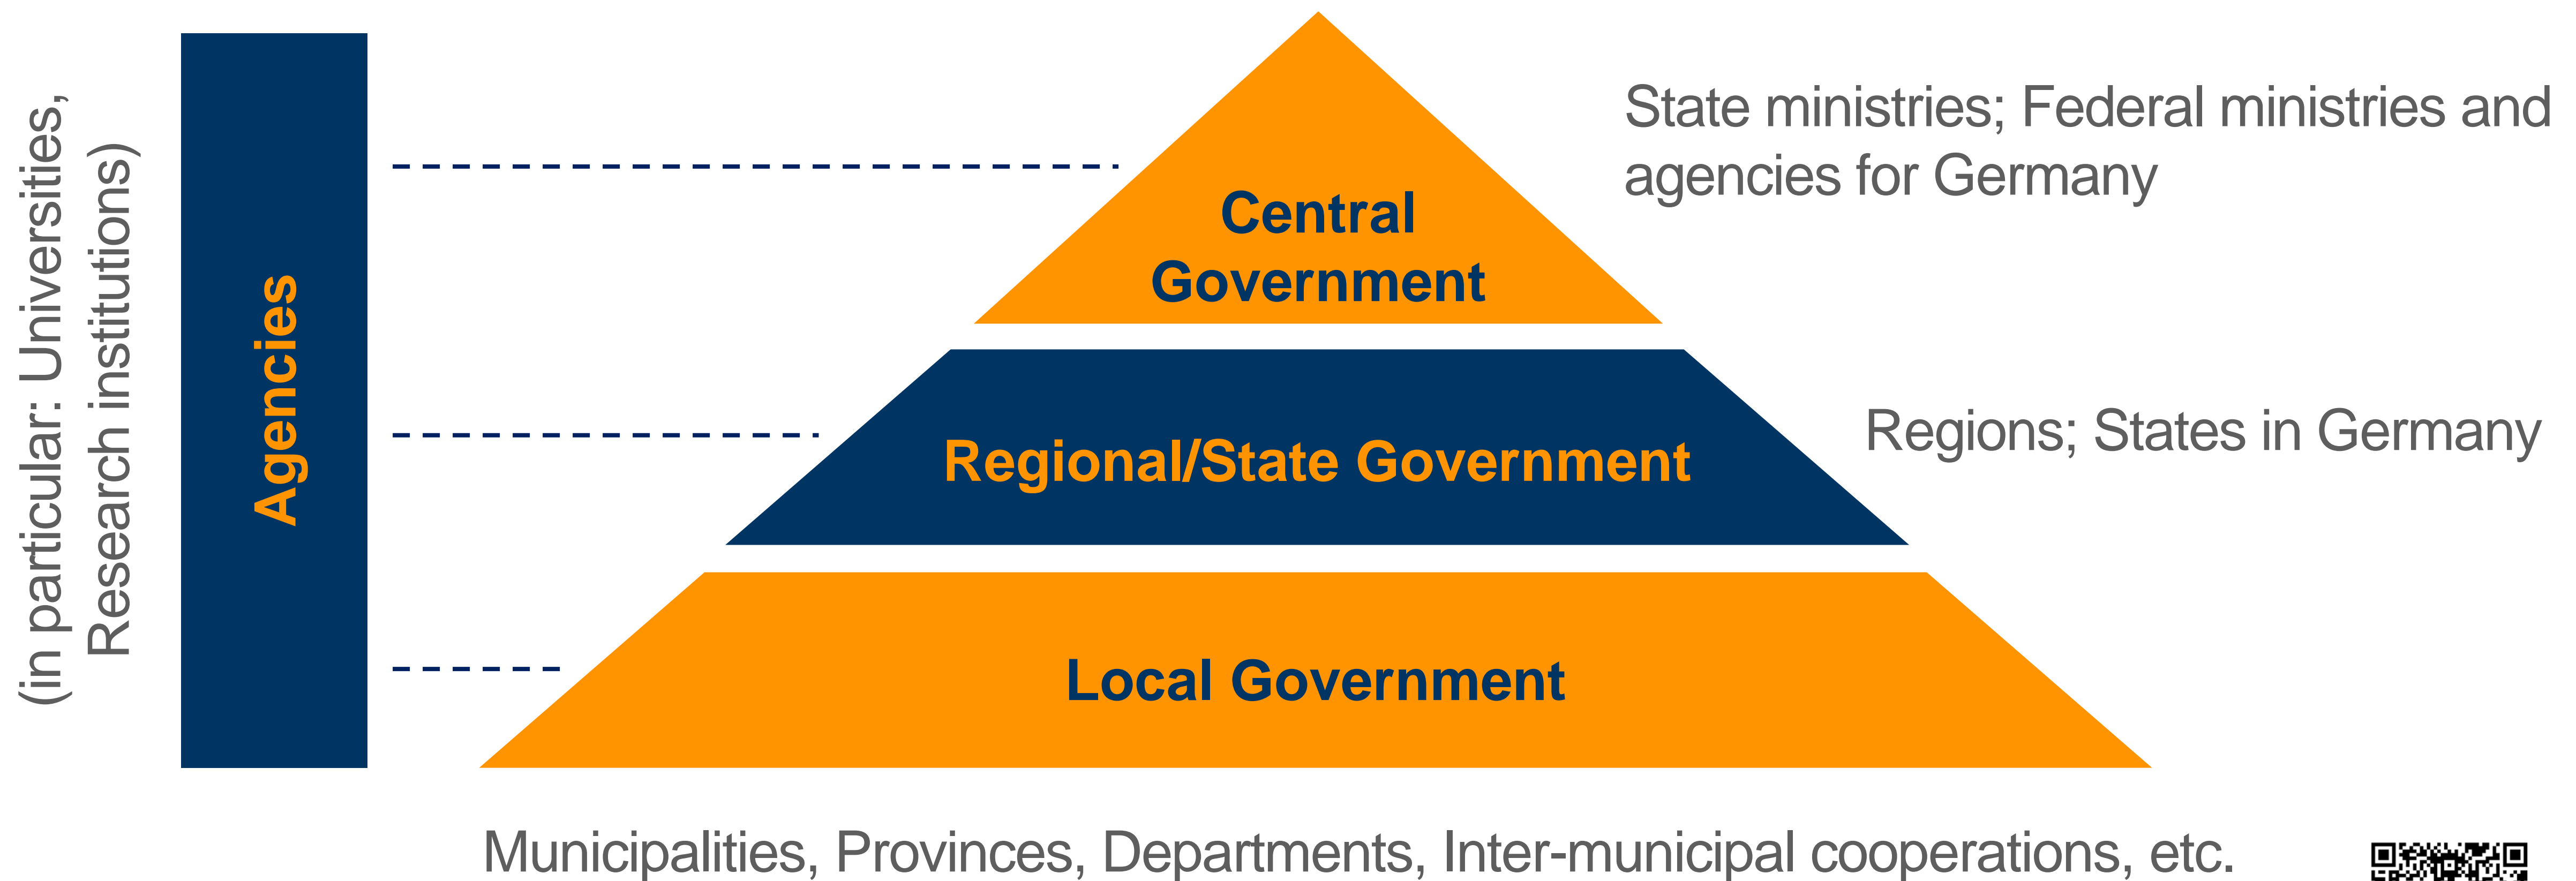 (in particular: Universities,
Research institutions)
Agencies
Central
Government
State ministries; Federal ministries and
agencies for Germany
Regional/State Government
Regions; States in Germany
Local Government
Municipalities, Provinces, Departments, Inter-municipal cooperations, etc.